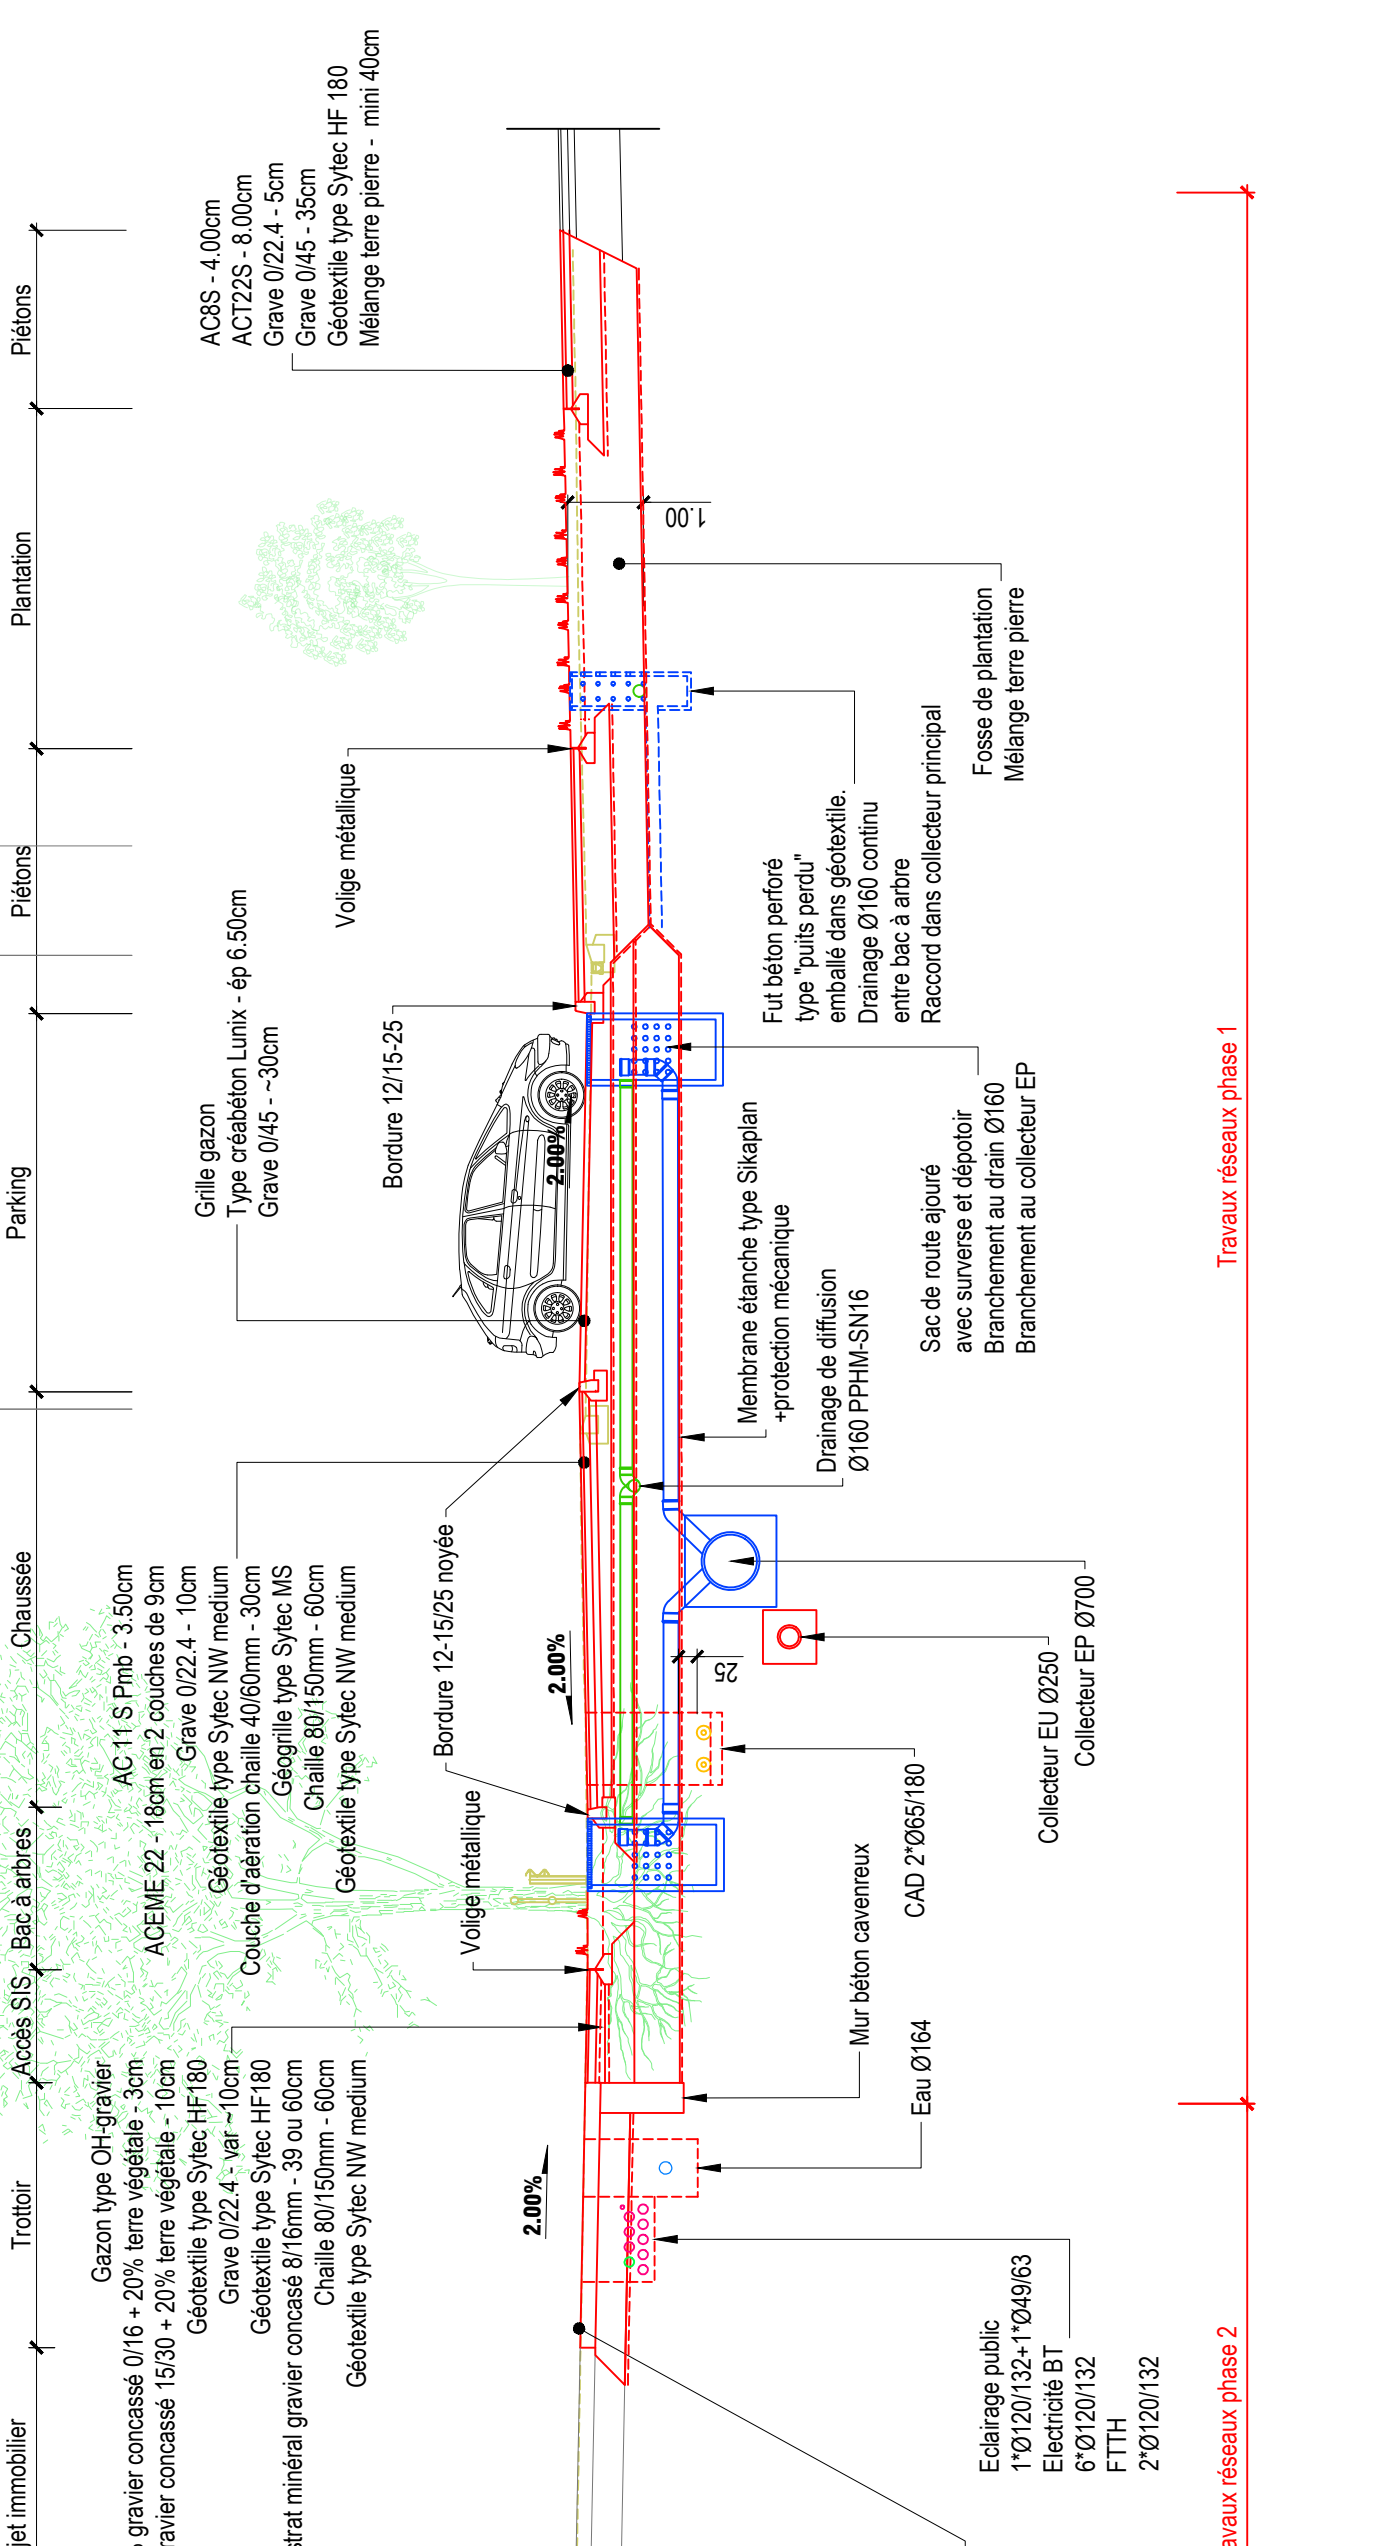 jet immobilier
Trottoir
Accès SIS
Bac à arbres
Chaussée
Parking
Piétons
Plantation
Piétons
Gazon type OH-gravier
gravier concassé 0/16 + 20% terre végétale - 3cm
ravier concassé 15/30 + 20% terre végétale - 10cm
Géotextile type Sytec HF180
Grave 0/22.4 - var ~10cm
Géotextile type Sytec HF180
strat minéral gravier concasé 8/16mm - 39 ou 60cm
Chaille 80/150mm - 60cm
Géotextile type Sytec NW medium
AC 11 S Pmb - 3.50cm
ACEME 22 - 18cm en 2 couches de 9cm
Grave 0/22.4 - 10cm
Géotextile type Sytec NW medium
Couche d'aération chaille 40/60mm - 30cm
Géogrille type Sytec MS
Chaille 80/150mm - 60cm
Géotextile type Sytec NW medium
Grille gazon
Type créabéton Lunix - ép 6.50cm
Grave 0/45 - ~30cm
AC8S - 4.00cm
ACT22S - 8.00cm
Grave 0/22.4 - 5cm
Grave 0/45 - 35cm
Géotextile type Sytec HF 180
Mélange terre pierre - mini 40cm
Volige métallique
Bordure 12-15/25 noyée
Bordure 12/15-25
Volige métallique
2.00%
2.00%
2.00%
1.00
25
Eclairage public
1*Ø120/132+1*Ø49/63
Electricité BT
6*Ø120/132
FTTH
2*Ø120/132
Eau Ø164
Mur béton cavenreux
CAD 2*Ø65/180
Collecteur EU Ø250
Collecteur EP Ø700
Drainage de diffusion
Ø160 PPHM-SN16
Membrane étanche type Sikaplan
+protection mécanique
Sac de route ajouré
avec surverse et dépotoir
Branchement au drain Ø160
Branchement au collecteur EP
Fut béton perforé
type "puits perdu"
emballé dans géotextile.
Drainage Ø160 continu
entre bac à arbre
Raccord dans collecteur principal
Fosse de plantation
Mélange terre pierre
avaux réseaux phase 2
Travaux réseaux phase 1